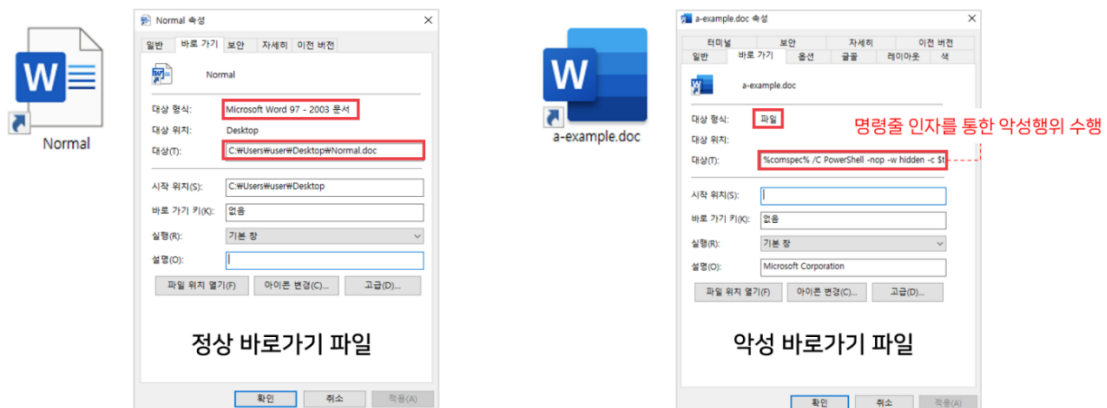 Normal 속성
일반 바로 가기 보안 자세히 이전 버전
Normal
대상 형식: Microsoft Word 97 - 2003 문서
대상 위치: Desktop
대상(T): C:₩Users₩user₩Desktop₩Normal.doc
시작 위치(S): C:₩Users₩user₩Desktop
바로 가기 키(K): 없음
실행(R): 기본 창
설명(O):
파일 위치 열기(F) 아이콘 변경(C)... 고급(D)...
정상 바로가기 파일
확인 취소 적용(A)
W
Normal
W
a-example.doc
a-example.doc 속성
터미널 보안 자세히 이전 버전
일반 바로 가기 옵션 글꼴 레이아웃 색
a-example.doc
대상 형식: 파일
대상 위치:
대상(T): %comspec% /C PowerShell -nop -w hidden -c $t
시작 위치(S):
바로 가기 키(K): 없음
실행(R): 기본 창
설명(O): Microsoft Corporation
파일 위치 열기(F) 아이콘 변경(C)... 고급(D)...
악성 바로가기 파일
확인 취소 적용(A)
명령줄 인자를 통한 악성행위 수행